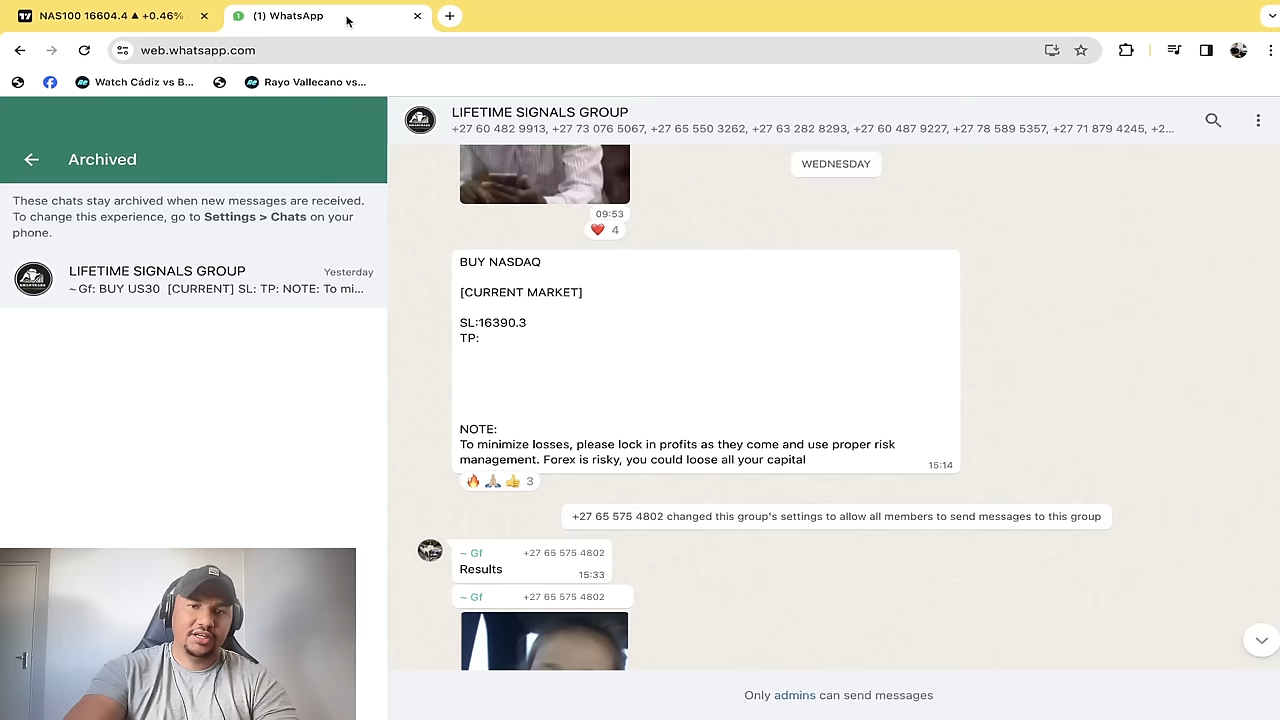 NAS100 16604.4 ▲ +0.46%
(1) WhatsApp
web.whatsapp.com
Watch Cádiz vs B...
Rayo Vallecano vs...
Archived
These chats stay archived when new messages are received.
To change this experience, go to Settings > Chats on your
phone.
LIFETIME SIGNALS GROUP
Yesterday
~ Gf: BUY US30 [CURRENT] SL: TP: NOTE: To mi...
LIFETIME SIGNALS GROUP
+27 60 482 9913, +27 73 076 5067, +27 65 550 3262, +27 63 282 8293, +27 60 487 9227, +27 78 589 5357, +27 71 879 4245, +2...
WEDNESDAY
09:53
4
BUY NASDAQ
[CURRENT MARKET]
SL:16390.3
TP:
NOTE:
To minimize losses, please lock in profits as they come and use proper risk
management. Forex is risky, you could loose all your capital
15:14
3
+27 65 575 4802 changed this group's settings to allow all members to send messages to this group
~ Gf +27 65 575 4802
Results
15:33
~ Gf +27 65 575 4802
Only admins can send messages